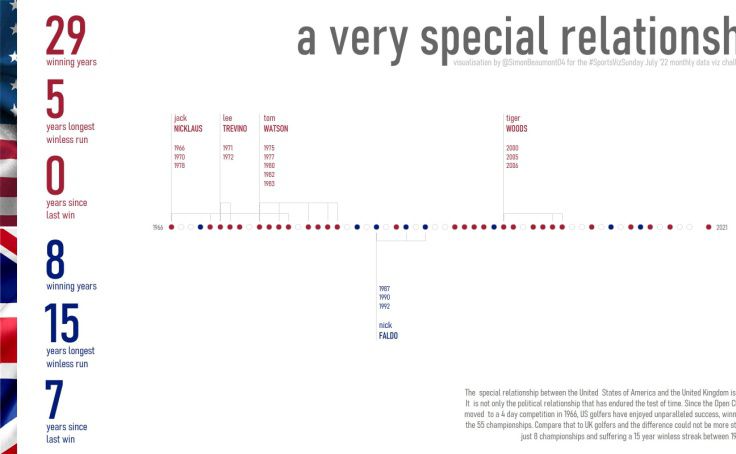 29
winning years
5
years longest
winless run
0
years since
last win
8
winning years
15
years longest
winless run
7
years since
last win
a very special relationsh
visualisation by @SimonBeaumont04 for the #SportsVizSunday July '22 monthly data viz chall
jack
NICKLAUS
1966
1970
1978
lee
TREVINO
1971
1972
tom
WATSON
1975
1977
1980
1982
1983
tiger
WOODS
2000
2005
2006
1966
2021
1987
1990
1992
nick
FALDO
The special relationship between the United States of America and the United Kingdom is
It is not only the political relationship that has endured the test of time. Since the Open C
moved to a 4 day competition in 1966, US golfers have enjoyed unparalleled success, winn
the 55 championships. Compare that to UK golfers and the difference could not be more st
just 8 championships and suffering a 15 year winless streak between 19